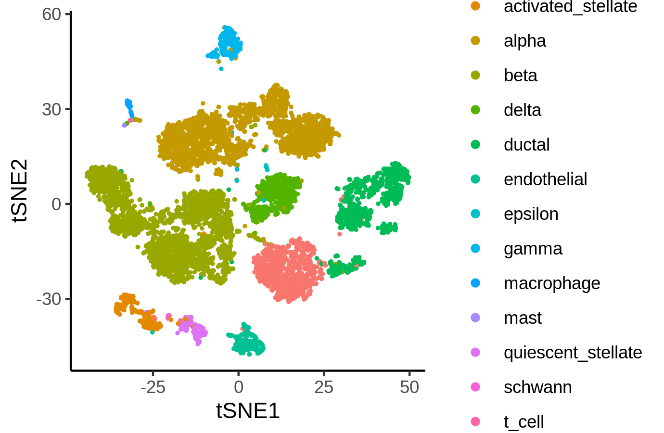 60
30
0
-30
tSNE2
-25
0
25
50
tSNE1
activated_stellate
alpha
beta
delta
ductal
endothelial
epsilon
gamma
macrophage
mast
quiescent_stellate
schwann
t_cell